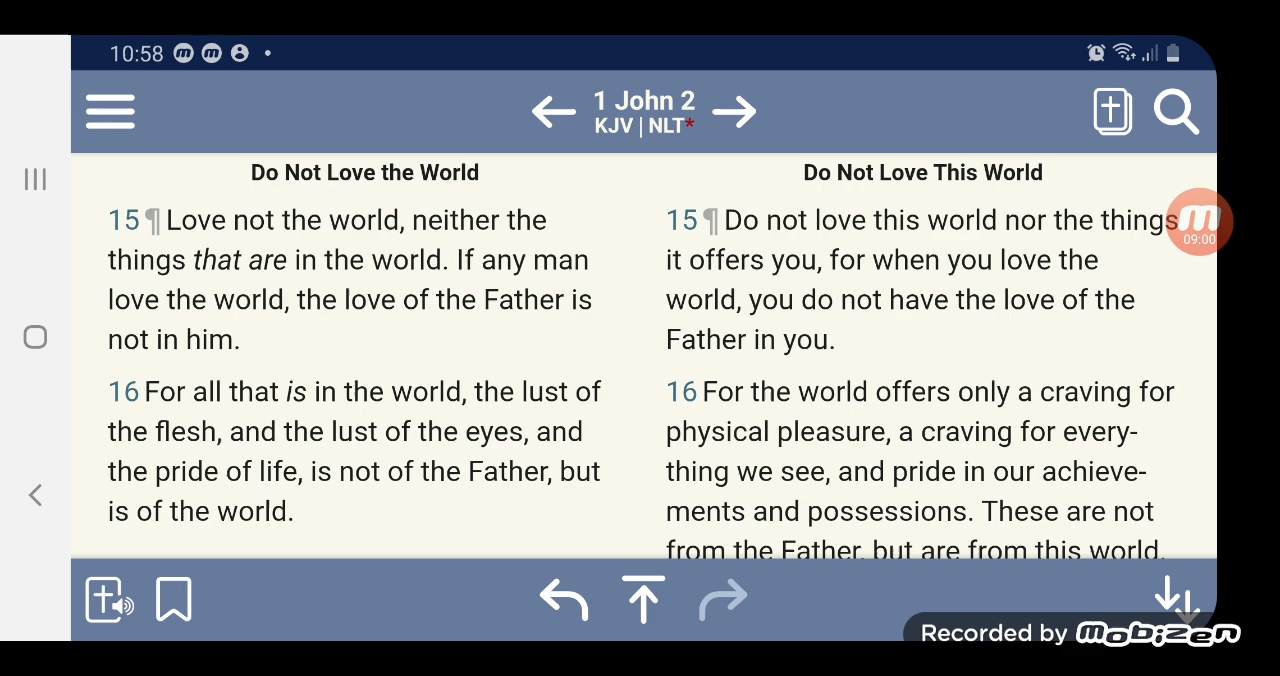 10:58
1 John 2
KJV | NLT*
Do Not Love the World
15 ¶ Love not the world, neither the
things that are in the world. If any man
love the world, the love of the Father is
not in him.
16 For all that is in the world, the lust of
the flesh, and the lust of the eyes, and
the pride of life, is not of the Father, but
is of the world.
Do Not Love This World
15 ¶ Do not love this world nor the things
it offers you, for when you love the
world, you do not have the love of the
Father in you.
16 For the world offers only a craving for
physical pleasure, a craving for every-
thing we see, and pride in our achieve-
ments and possessions. These are not
from the Father, but are from this world.
09:00
Recorded by Mobizen